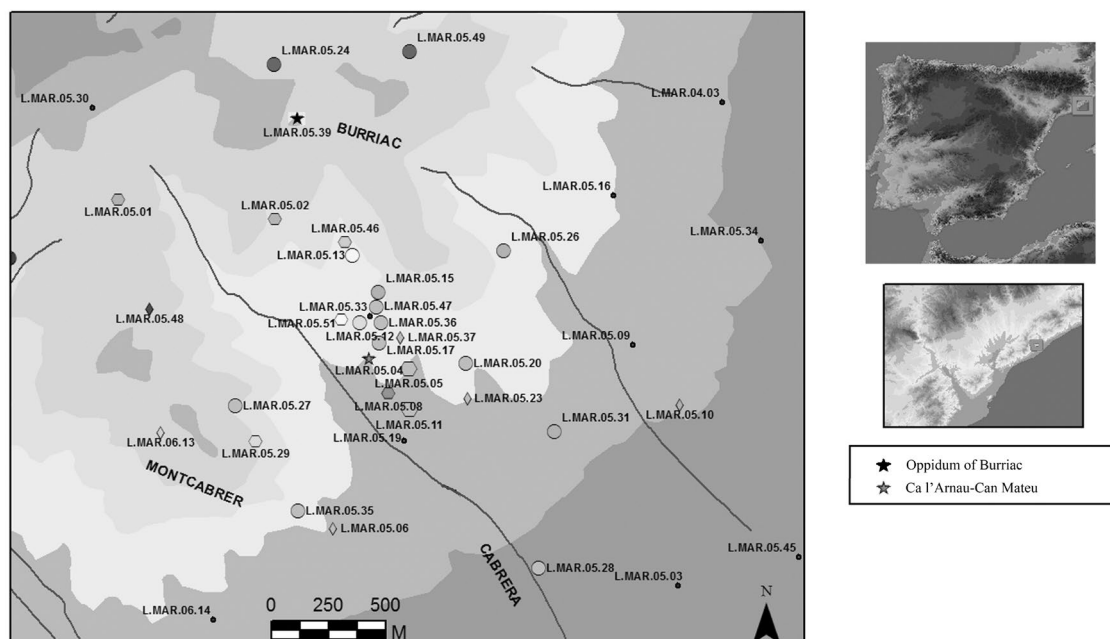 L.MAR.05.49
L.MAR.05.24
L.MAR.05.30
L.MAR.04.03
L.MAR.05.39
BURRIAC
L.MAR.05.16
L.MAR.05.01
L.MAR.05.02
L.MAR.05.46
L.MAR.05.13
L.MAR.05.26
L.MAR.05.34
L.MAR.05.15
L.MAR.05.33
L.MAR.05.47
L.MAR.05.48
L.MAR.05.51
L.MAR.05.36
L.MAR.05.12
L.MAR.05.37
L.MAR.05.09
L.MAR.05.17
L.MAR.05.04
L.MAR.05.20
L.MAR.05.05
L.MAR.05.23
L.MAR.05.27
L.MAR.05.08
L.MAR.05.10
L.MAR.05.31
L.MAR.05.11
L.MAR.05.19
L.MAR.06.13
L.MAR.05.29
MONTCABRER
L.MAR.05.35
L.MAR.05.06
CABRERA
L.MAR.05.45
L.MAR.05.28
L.MAR.05.03
L.MAR.06.14
0 250 500
M
N
Oppidum of Burriac
Ca l'Arnau-Can Mateu